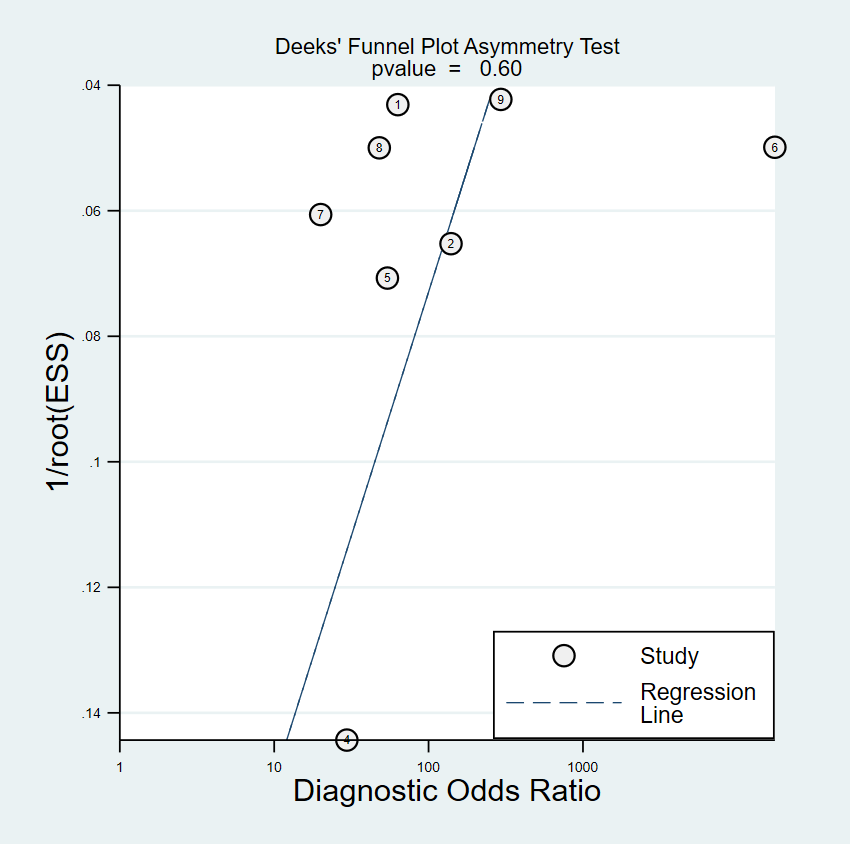 Deeks' Funnel Plot Asymmetry Test
pvalue = 0.60
.04
.06
.08
.1
.12
.14
1/root(ESS)
1
9
8
6
7
2
5
4
Study
Regression
Line
1
10
100
1000
Diagnostic Odds Ratio